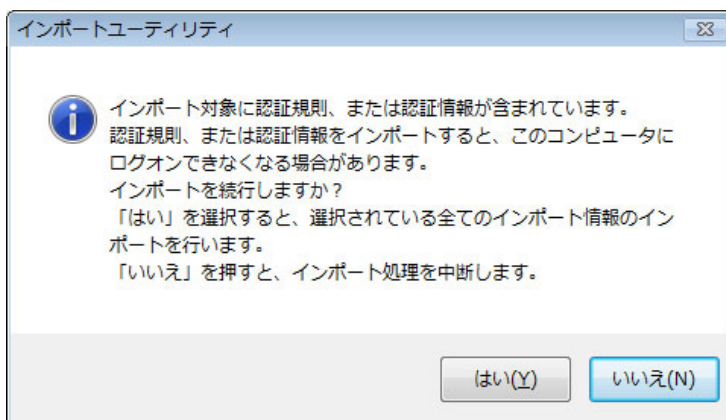 インポートユーティリティ
インポート対象に認証規則、または認証情報が含まれています。
認証規則、または認証情報をインポートすると、このコンピュータに
ログオンできなくなる場合があります。
インポートを続行しますか？
「はい」を選択すると、選択されている全てのインポート情報のイン
ポートを行います。
「いいえ」を押すと、インポート処理を中断します。
はい(Y) いいえ(N)